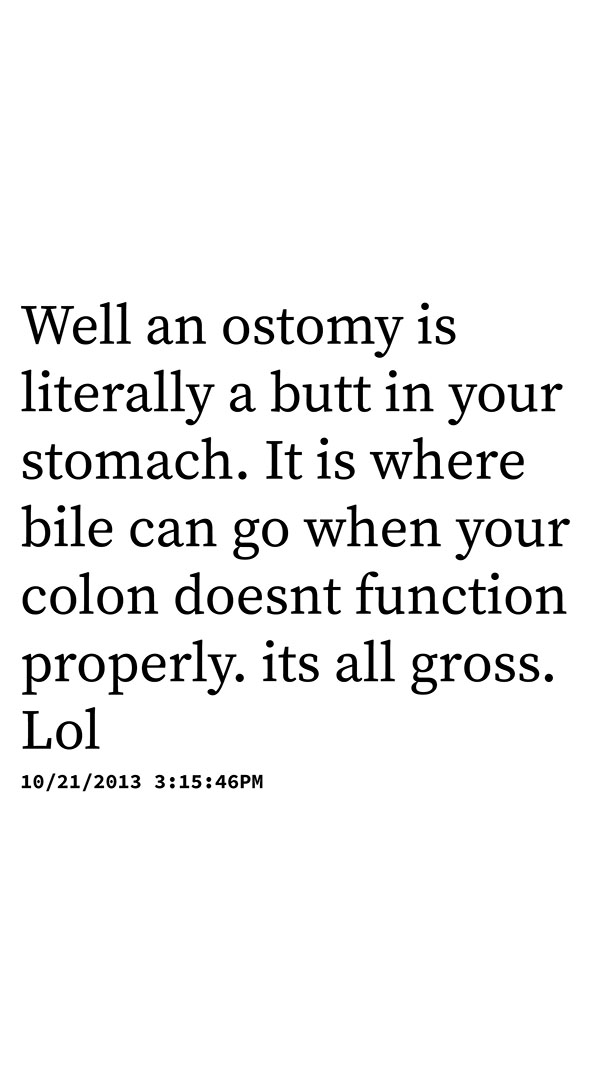 Well an ostomy is
literally a butt in your
stomach. It is where
bile can go when your
colon doesnt function
properly. its all gross.
Lol
10/21/2013 3:15:46PM